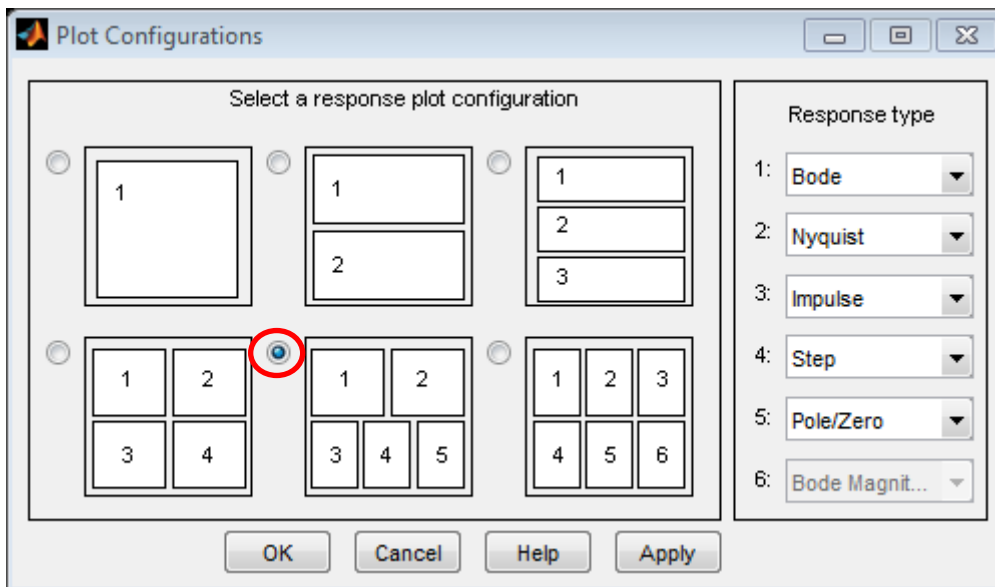 Plot Configurations
Select a response plot configuration
1
1
2
1
2
3
1 2
3 4
1 2
3 4 5
1 2 3
4 5 6
Response type
1: Bode
2: Nyquist
3: Impulse
4: Step
5: Pole/Zero
6: Bode Magnit...
OK Cancel Help Apply